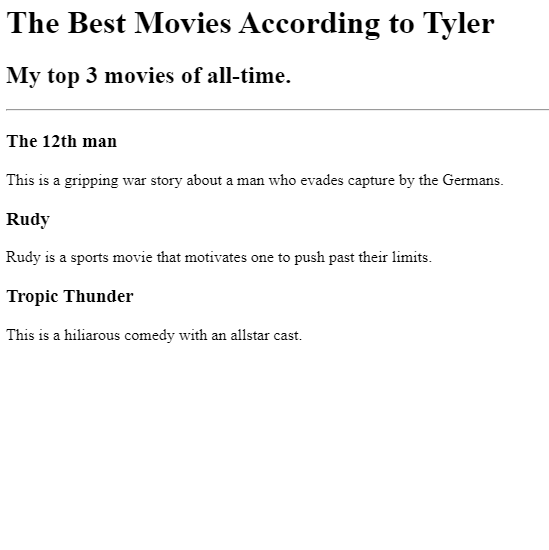 The Best Movies According to Tyler
My top 3 movies of all-time.
The 12th man
This is a gripping war story about a man who evades capture by the Germans.
Rudy
Rudy is a sports movie that motivates one to push past their limits.
Tropic Thunder
This is a hiliarous comedy with an allstar cast.